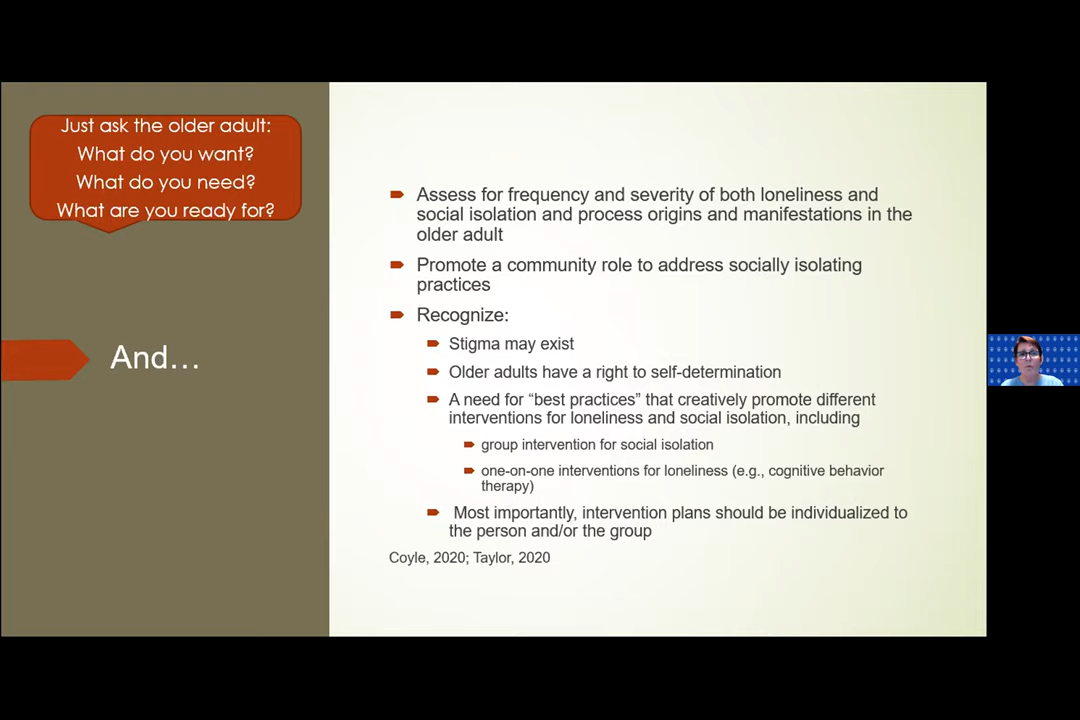 Just ask the older adult:
What do you want?
What do you need?
What are you ready for?
And…
Assess for frequency and severity of both loneliness and
social isolation and process origins and manifestations in the
older adult
Promote a community role to address socially isolating
practices
Recognize:
Stigma may exist
Older adults have a right to self-determination
A need for “best practices” that creatively promote different
interventions for loneliness and social isolation, including
group intervention for social isolation
one-on-one interventions for loneliness (e.g., cognitive behavior
therapy)
Most importantly, intervention plans should be individualized to
the person and/or the group
Coyle, 2020; Taylor, 2020